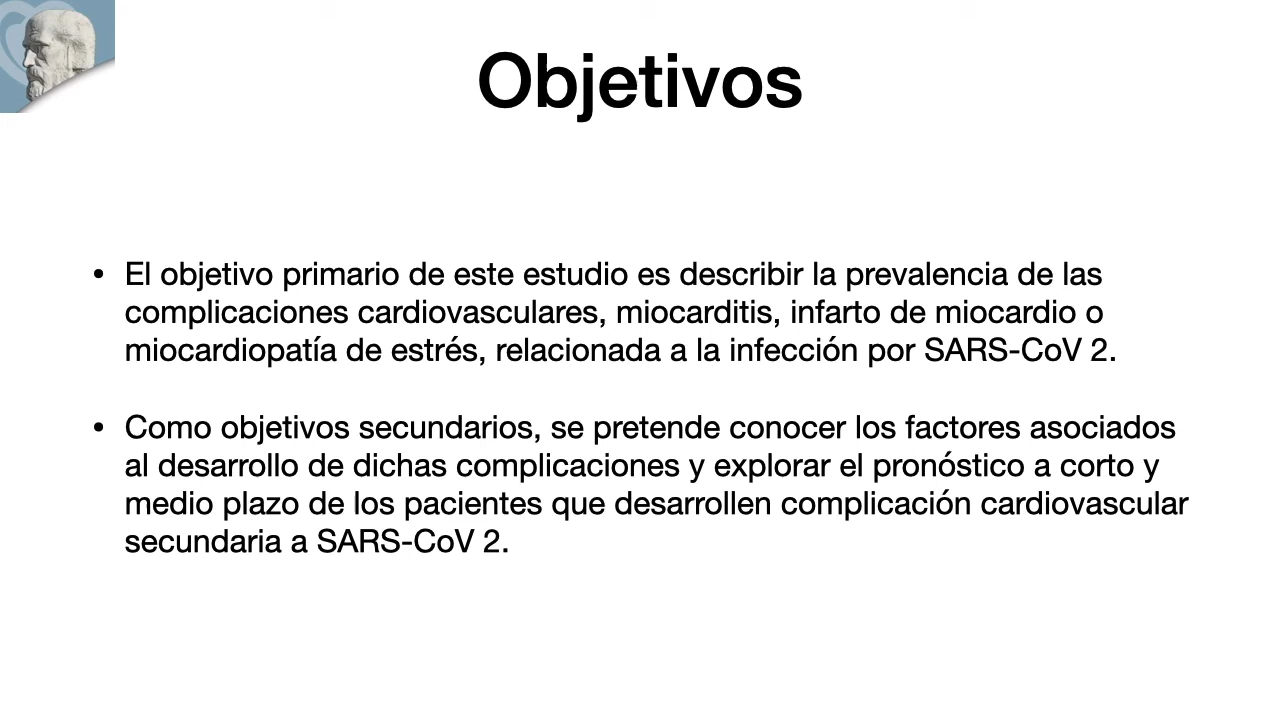 Objetivos
• El objetivo primario de este estudio es describir la prevalencia de las
complicaciones cardiovasculares, miocarditis, infarto de miocardio o
miocardiopatía de estrés, relacionada a la infección por SARS-CoV 2.
• Como objetivos secundarios, se pretende conocer los factores asociados
al desarrollo de dichas complicaciones y explorar el pronóstico a corto y
medio plazo de los pacientes que desarrollen complicación cardiovascular
secundaria a SARS-CoV 2.